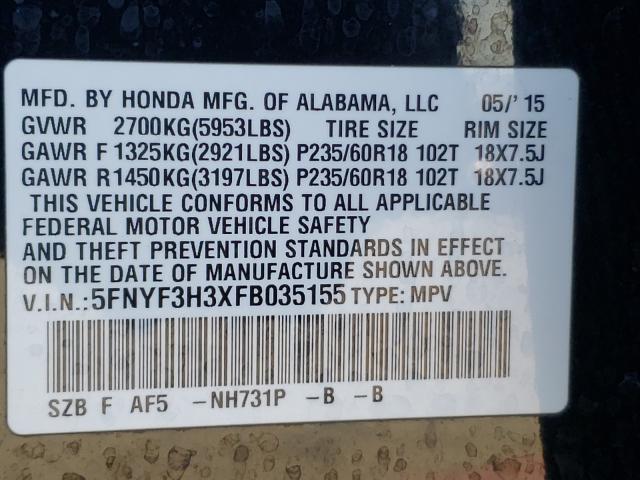 MFD. BY HONDA MFG. OF ALABAMA, LLC 05/'15
GVWR 2700KG(5953LBS) TIRE SIZE RIM SIZE
GAWR F 1325KG(2921LBS) P235/60R18 102T 18X7.5J
GAWR R1450KG(3197LBS) P235/60R18 102T 18X7.5J
THIS VEHICLE CONFORMS TO ALL APPLICABLE
FEDERAL MOTOR VEHICLE SAFETY
AND THEFT PREVENTION STANDARDS IN EFFECT
ON THE DATE OF MANUFACTURE SHOWN ABOVE.
V.I.N.:5FNYF3H3XFB035155 TYPE: MPV
SZB F AF5 -NH731P -B -B